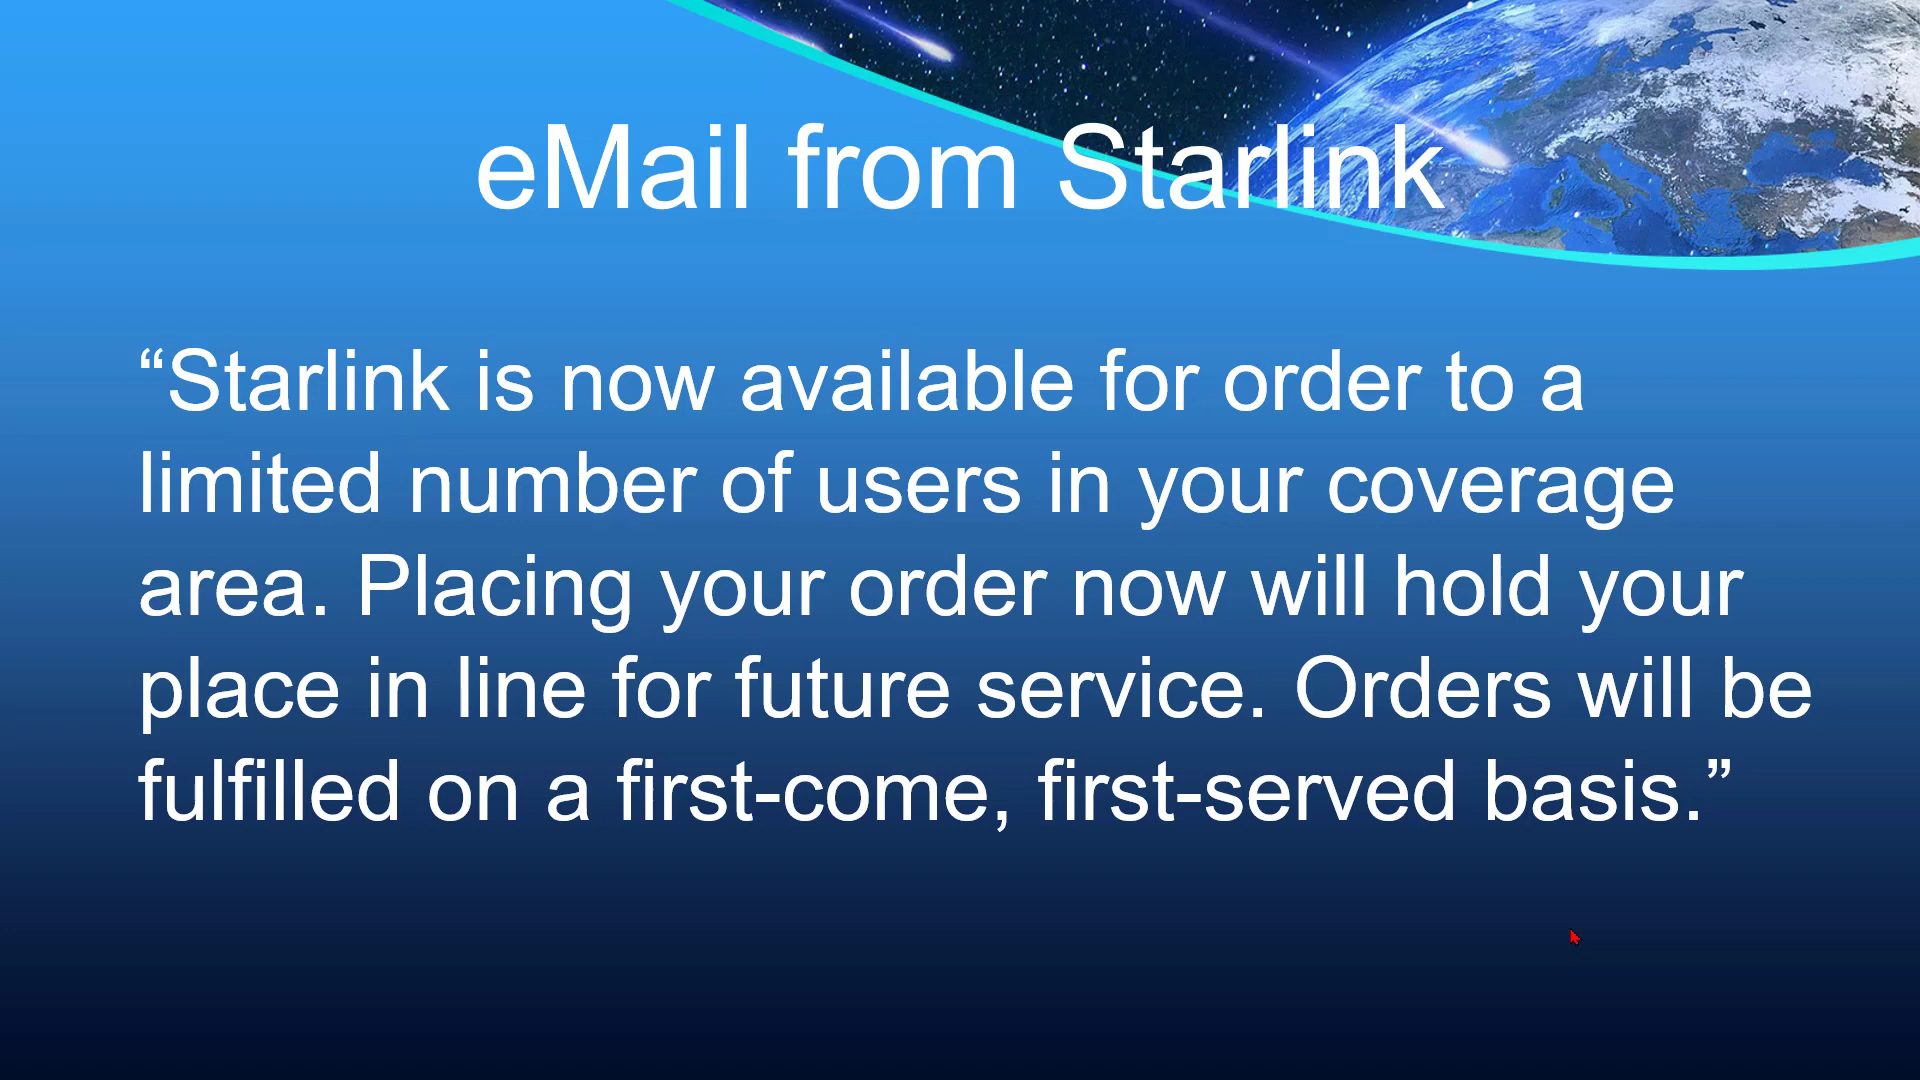 eMail from Starlink
“Starlink is now available for order to a
limited number of users in your coverage
area. Placing your order now will hold your
place in line for future service. Orders will be
fulfilled on a first-come, first-served basis.”